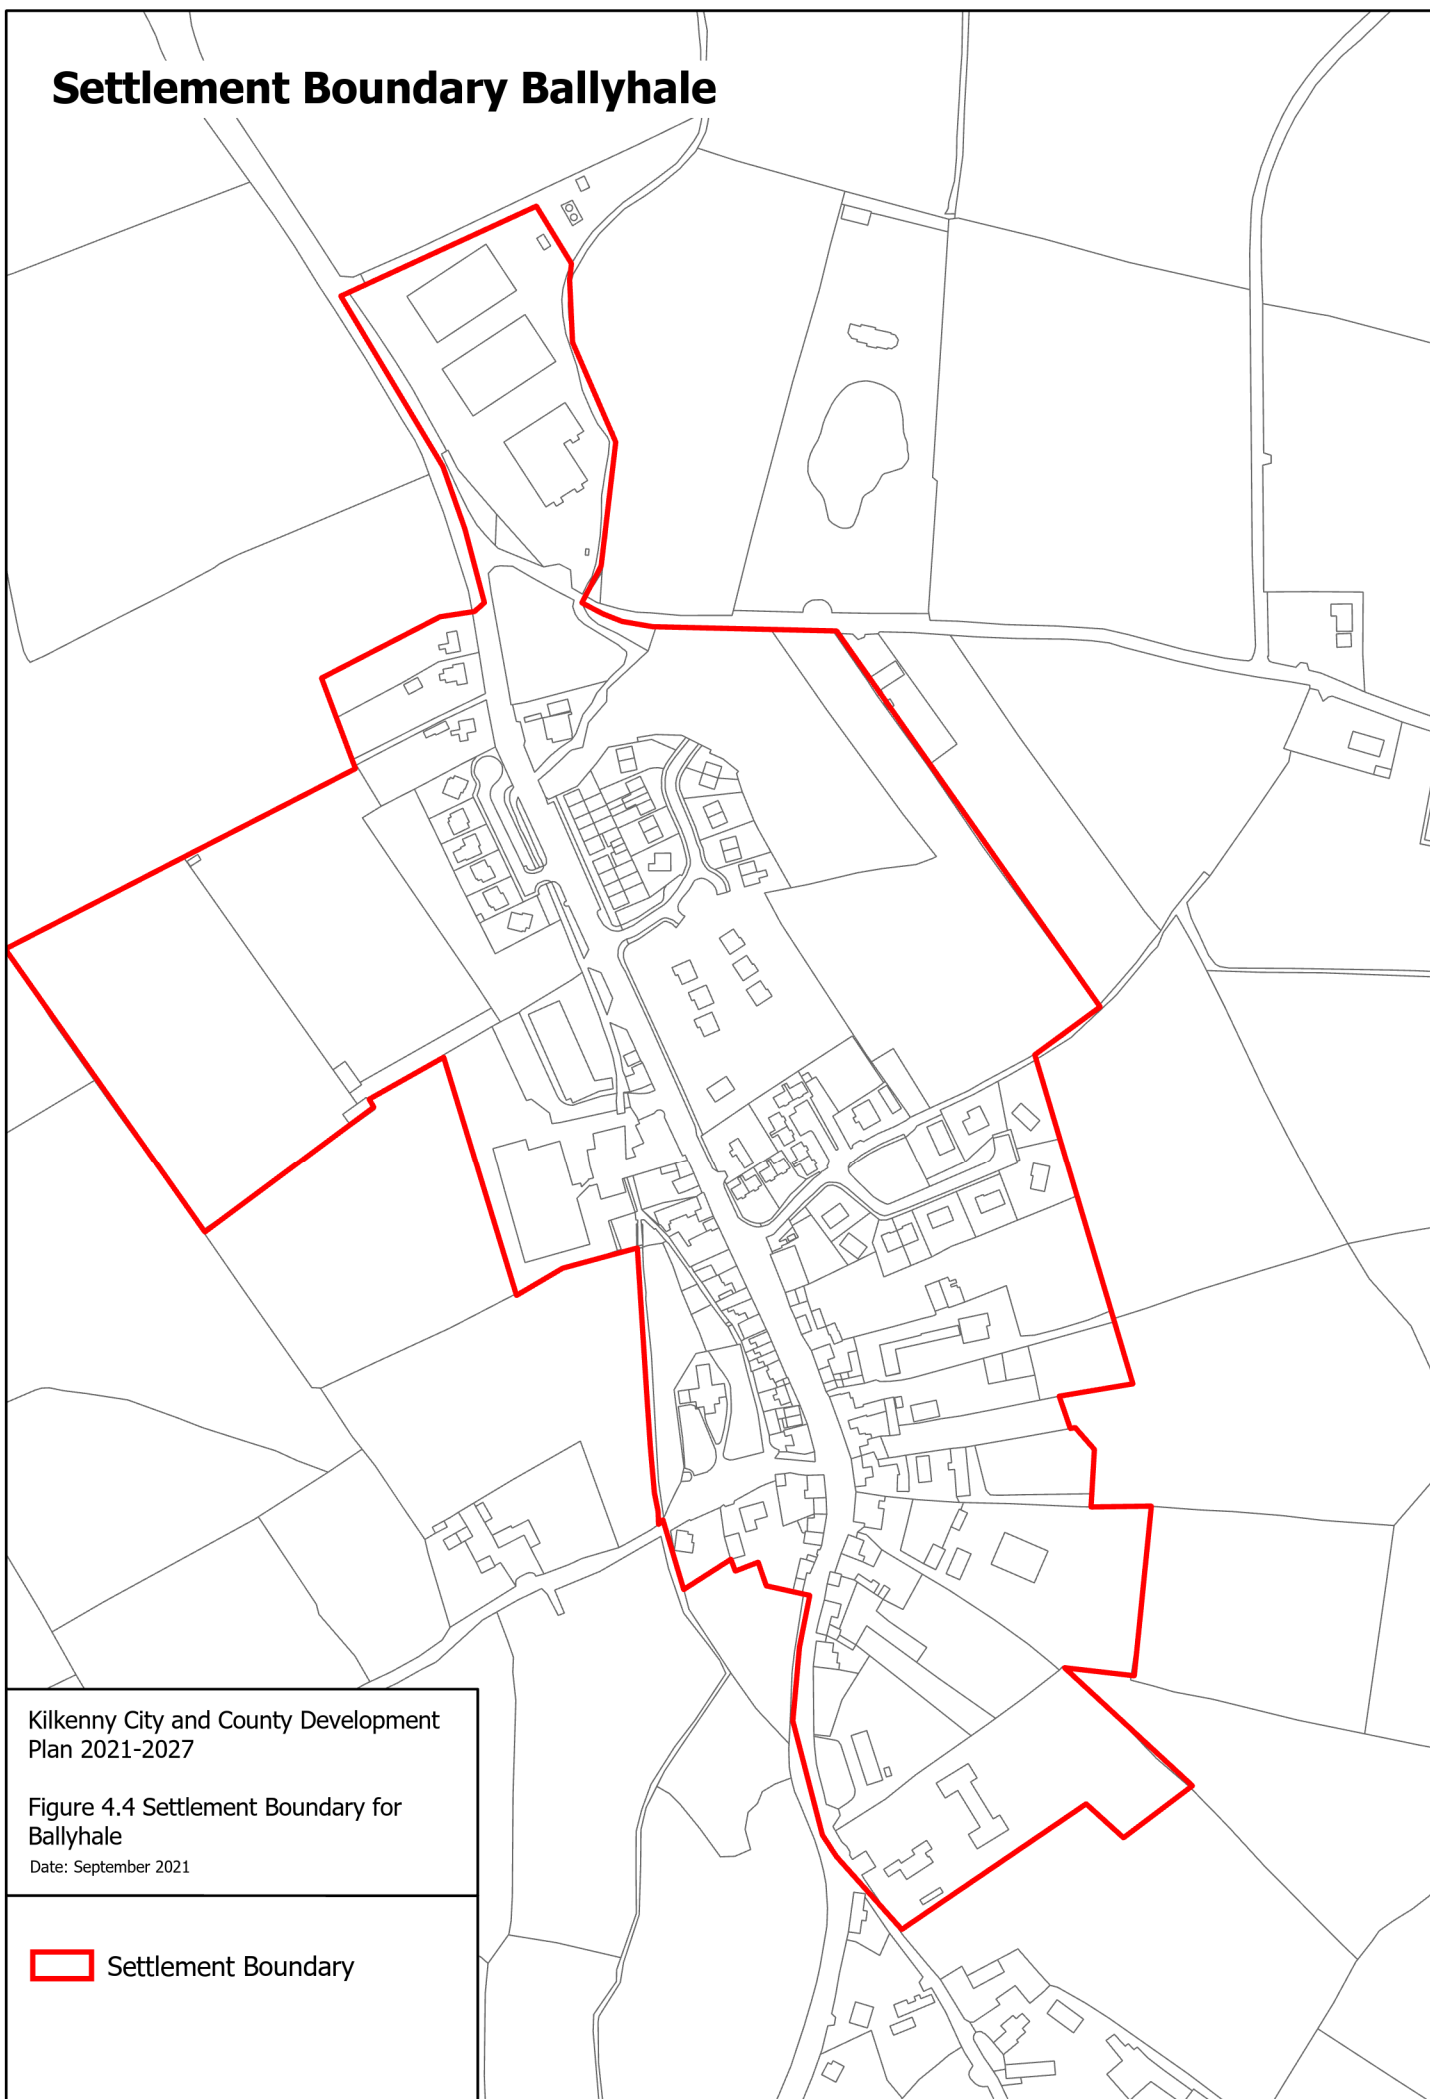 Settlement Boundary Ballyhale
Kilkenny City and County Development
Plan 2021-2027
Figure 4.4 Settlement Boundary for
Ballyhale
Date: September 2021
Settlement Boundary